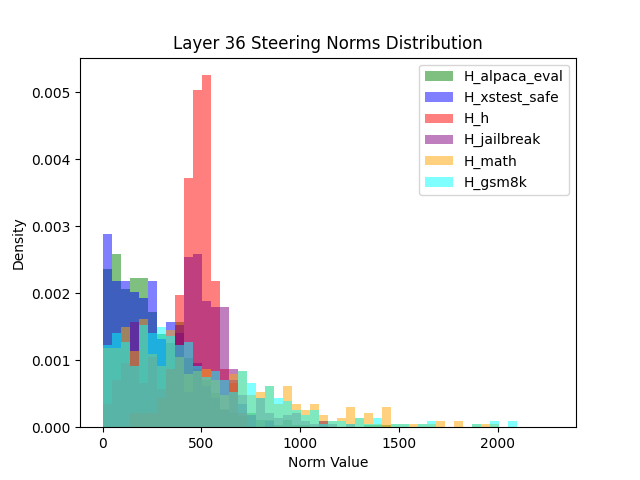 Layer 36 Steering Norms Distribution
H_alpaca_eval
H_xstest_safe
H_h
H_jailbreak
H_math
H_gsm8k
Density
0.005
0.004
0.003
0.002
0.001
0.000
0
500
1000
1500
2000
Norm Value